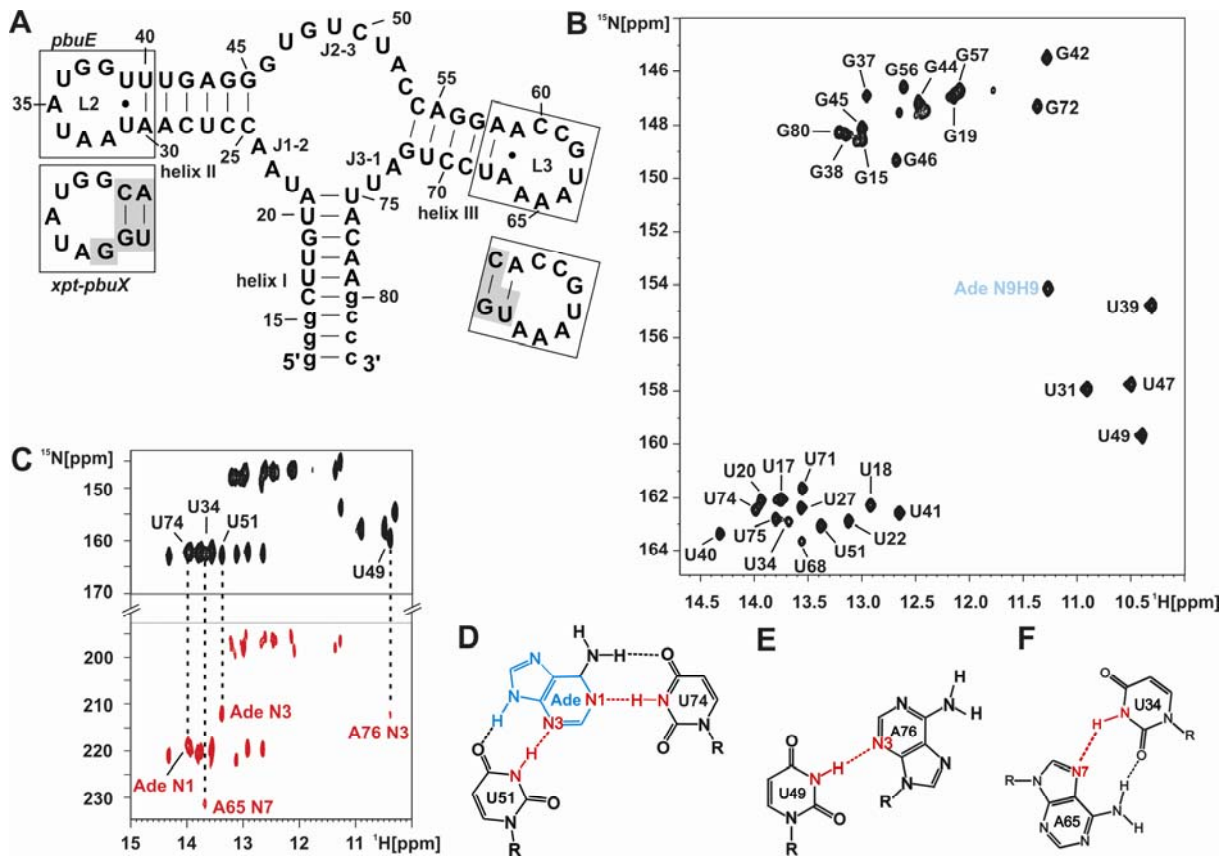 A
pbuE
40
45
50
J2-3
U G G U U U G A G G G U G U C U A C C A G G A A C C G U A A A A U C C U G A U
35
A
L2
U A A U A A C U C C A A U A
30
helix II
25
J1-2
55
60
J3-1
L3
65
70
helix III
75
20
U G U U C g g 5'
U A C A A g c c c 3'
helix I
15
80
U G G C A
A
U A G G U
xpt-pbuX
C A C C G
G U A A A U
B
15N[ppm]
146
148
150
152
154
156
158
160
162
164
G37
G56
G44
G57
G42
G45
G72
G80
G19
G38
G15
G46
Ade N9H9
U39
U31
U47
U49
U20
U17
U71
U18
U74
U27
U41
U75
U22
U40
U34
U51
U68
14.5 14.0 13.5 13.0 12.5 12.0 11.5 11.0 10.5
1H[ppm]
C
15N[ppm]
150
160
170
200
210
220
230
U74
U34
U51
U49
Ade N3
A76 N3
Ade N1
A65 N7
15 14 13 12 11
1H[ppm]
D
N
N H O
N
Ade N1 H N U74
H N3 O
O H R
N
U51 O
N
R
E
N N H
A76 H
N3
O N
H R N
N
U49 O
N
R
F
O
U34
H N N
O R
N7 H
R N N H
A65
N N